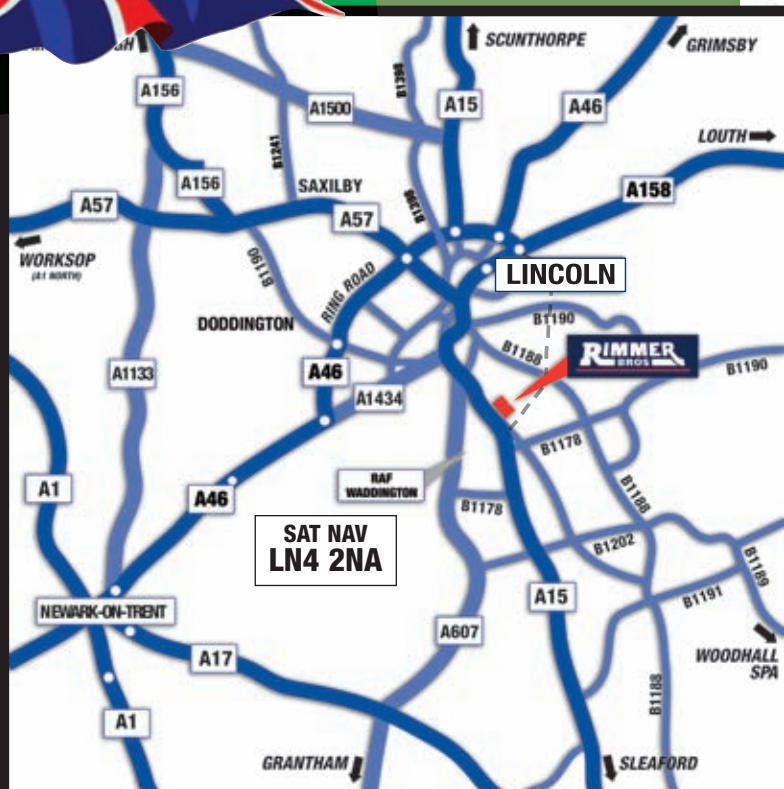 GH
SCUNTHORPE
GRIMSBY
A156
A1500
B1398
A15
A46
LOUTH
B1241
A156
SAXILBY
A158
A57
A57
B1398
WORKSOP
(A1 NORTH)
B1190
RING ROAD
LINCOLN
DODDINGTON
B1190
B1188
RIMMER
BROS
B1190
A1133
A46
A1434
B1178
A1
A46
RAF
WADDINGTON
B1178
B1188
SAT NAV
LN4 2NA
B1202
B1189
A15
B1191
NEWARK-ON-TRENT
A607
A17
WOODHALL
SPA
B1188
A1
GRANTHAM
SLEAFORD